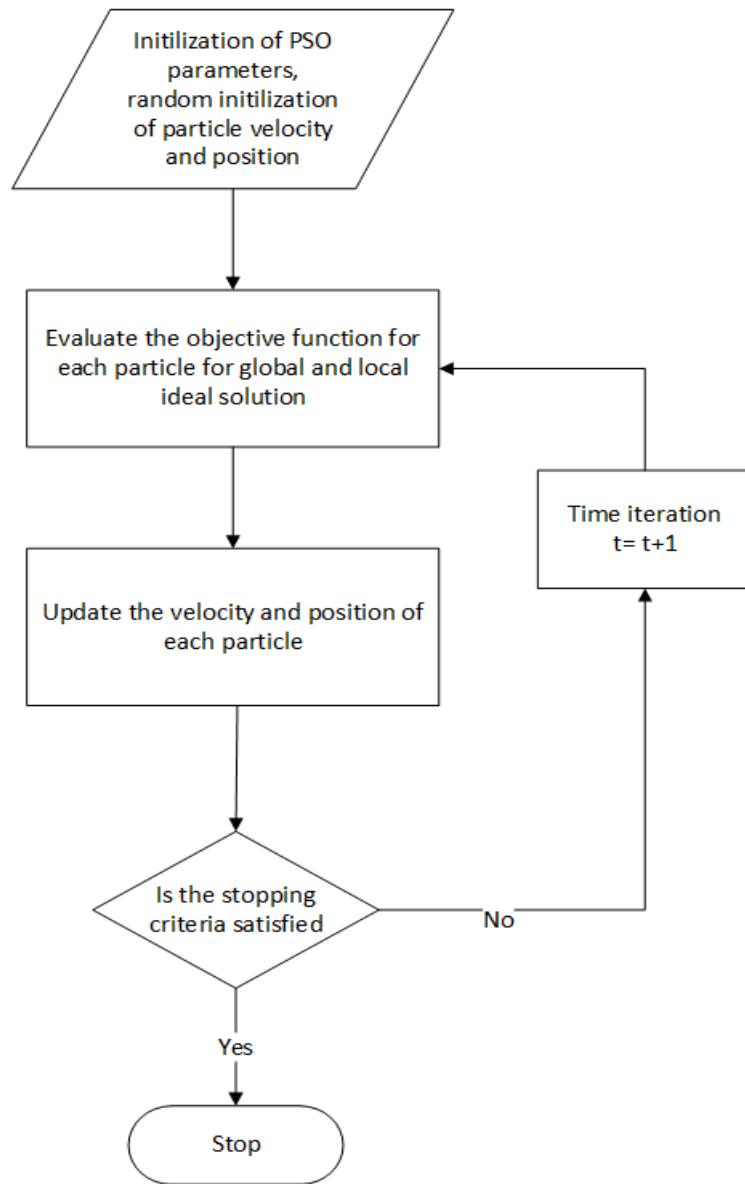 Initilization of PSO
parameters,
random initilization
of particle velocity
and position
Evaluate the objective function for
each particle for global and local
ideal solution
Time iteration
t= t+1
Update the velocity and position of
each particle
Is the stopping
criteria satisfied
No
Yes
Stop